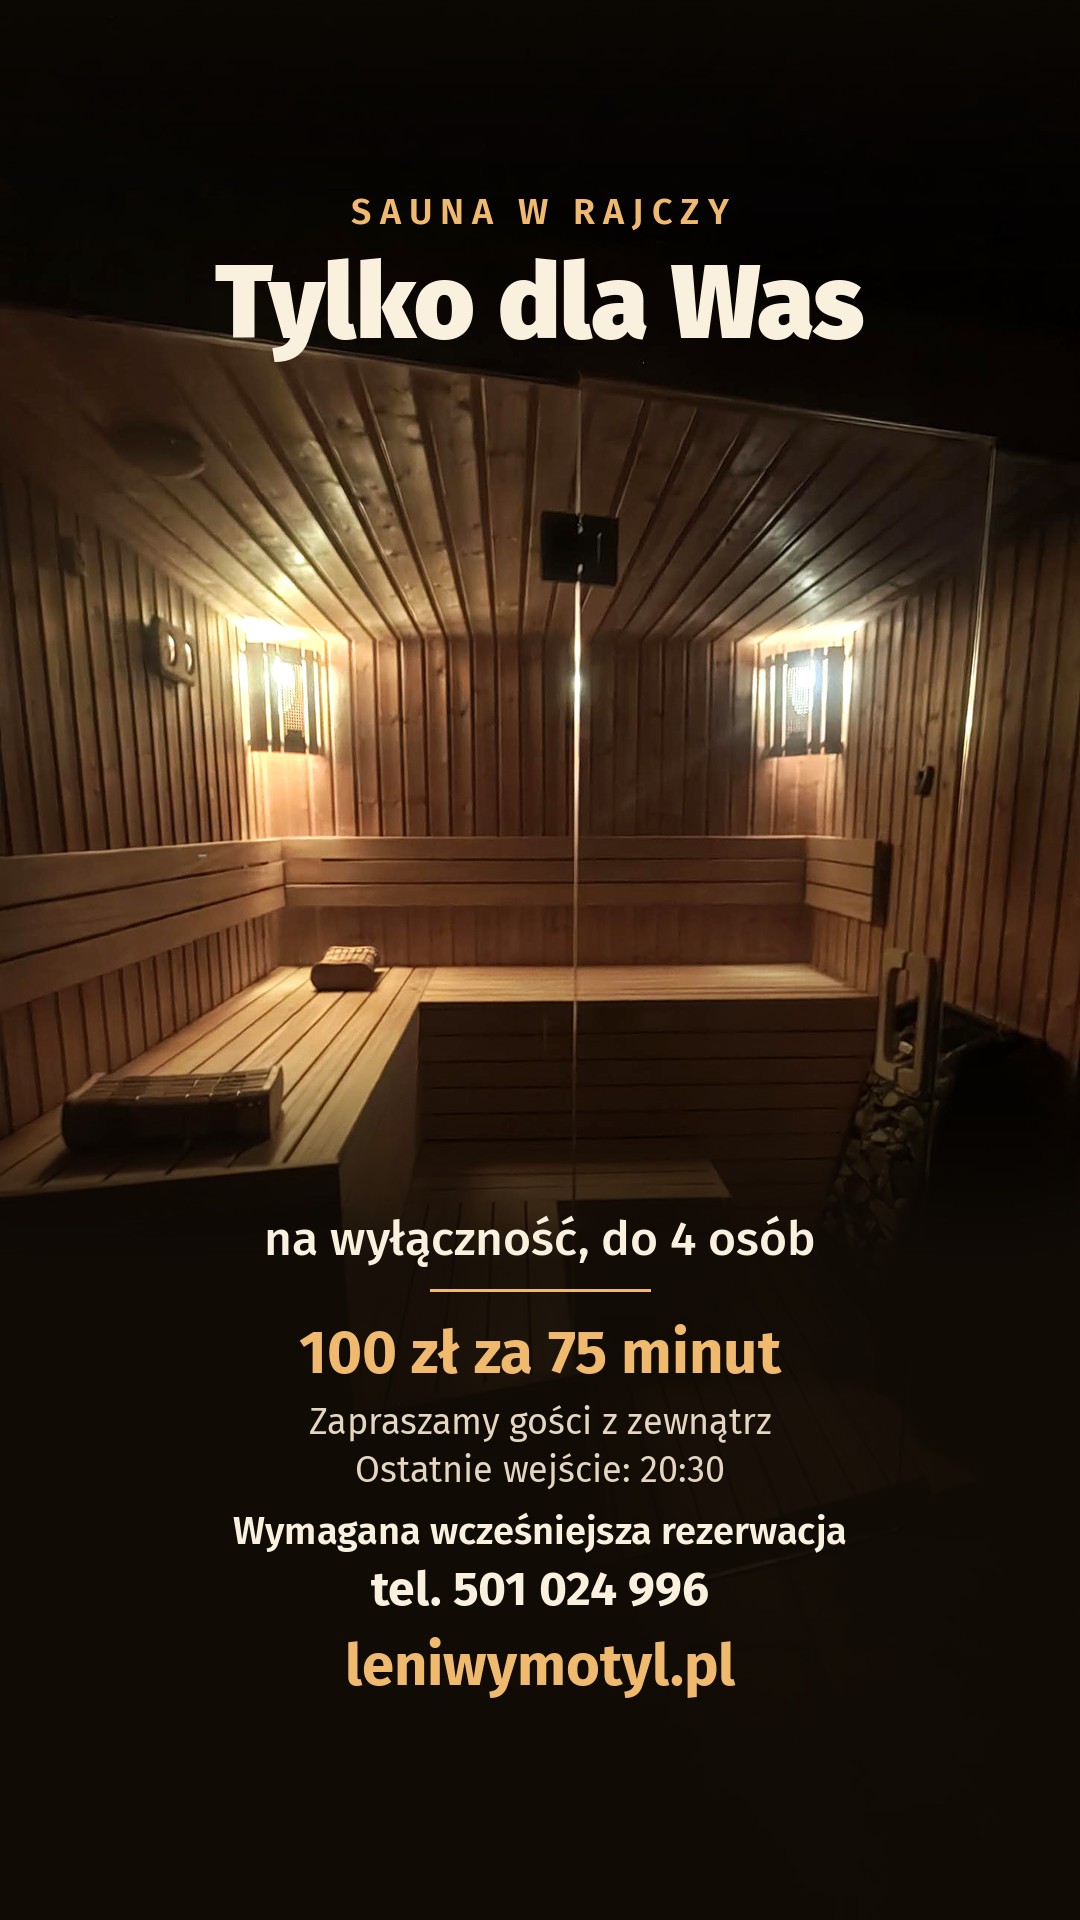 SAUNA W RAJCZY
Tylko dla Was
na wyłączność, do 4 osób
100 zł za 75 minut
Zapraszamy gości z zewnątrz
Ostatnie wejście: 20:30
Wymagana wcześniejsza rezerwacja
tel. 501 024 996
leniwymotyl.pl